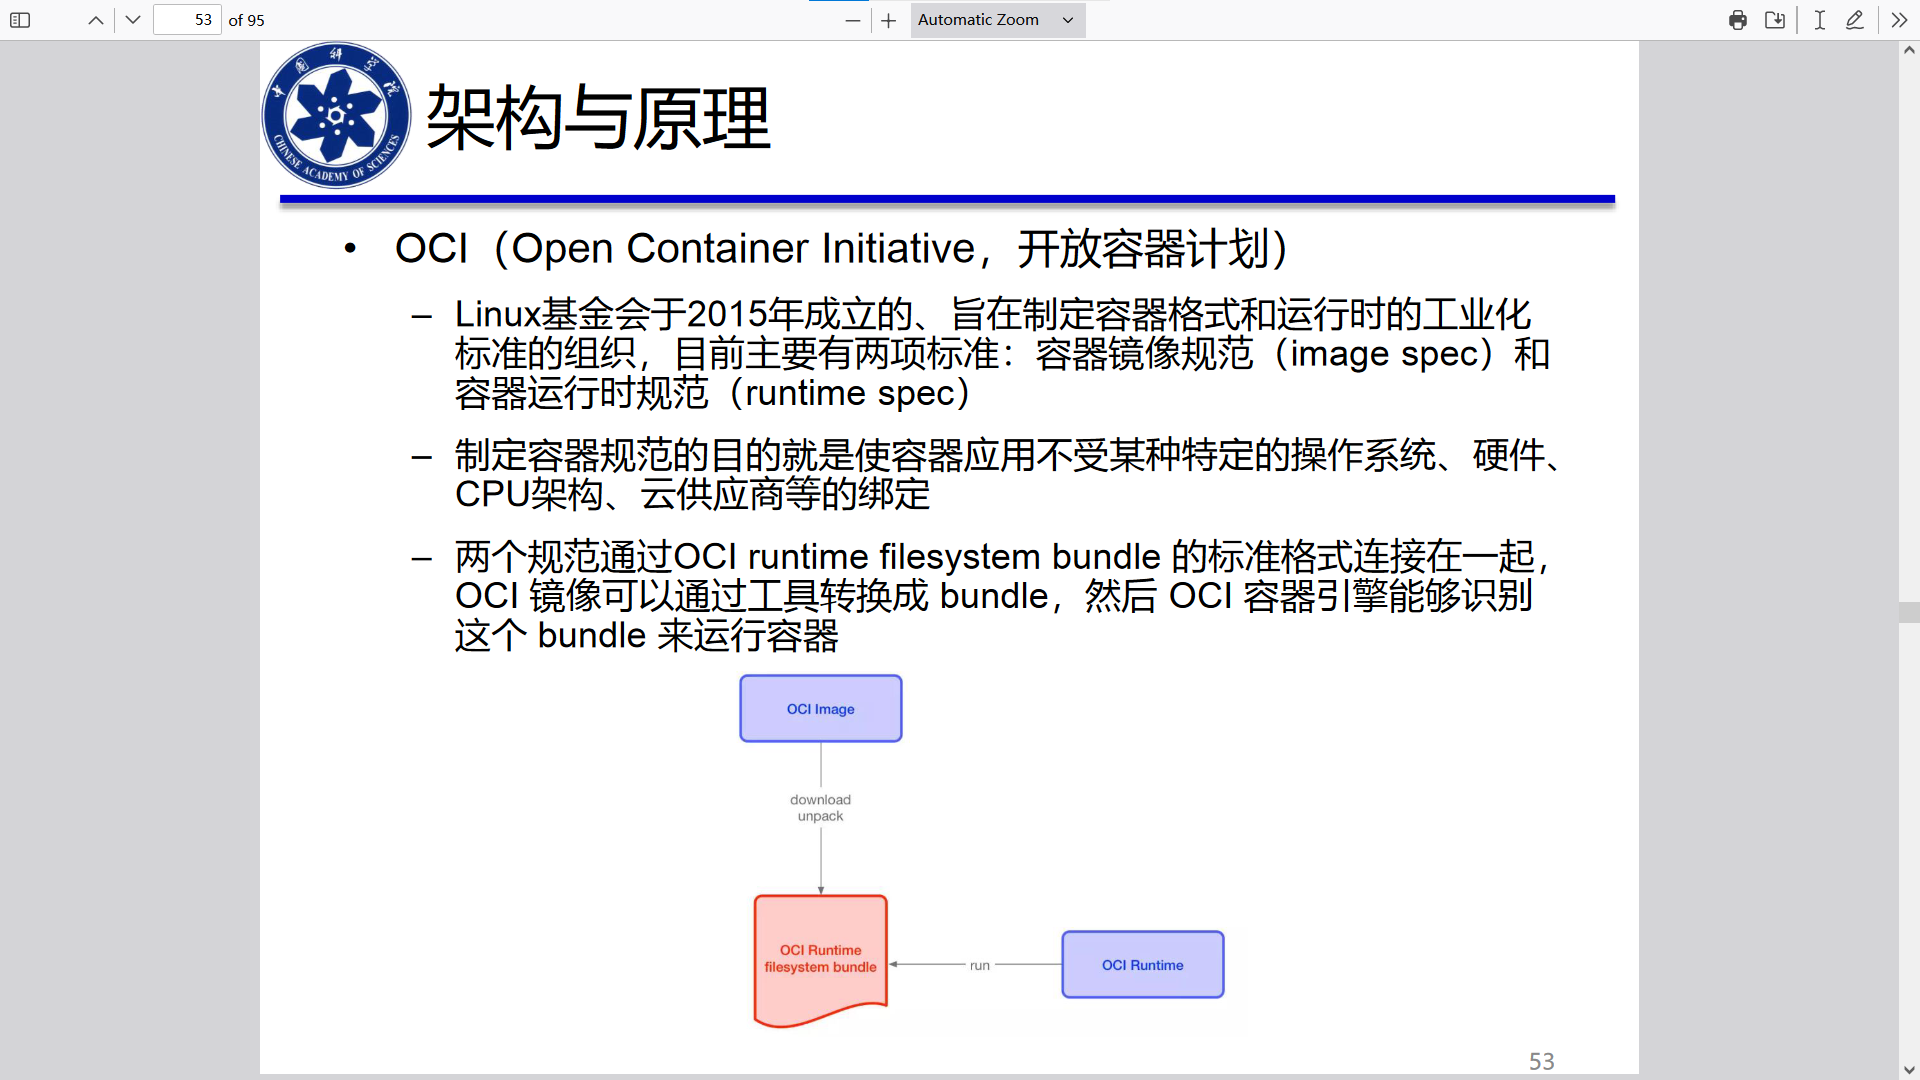 53 of 95
Automatic Zoom
中国科学院
CHINESE ACADEMY OF SCIENCES
架构与原理
• OCI（Open Container Initiative，开放容器计划）
– Linux基金会于2015年成立的、旨在制定容器格式和运行时的工业化
标准的组织，目前主要有两项标准：容器镜像规范（image spec）和
容器运行时规范（runtime spec）
– 制定容器规范的目的就是使容器应用不受某种特定的操作系统、硬件、
CPU架构、云供应商等的绑定
– 两个规范通过OCI runtime filesystem bundle 的标准格式连接在一起，
OCI 镜像可以通过工具转换成 bundle，然后 OCI 容器引擎能够识别
这个 bundle 来运行容器
OCI Image
download
unpack
OCI Runtime
filesystem bundle
run
OCI Runtime
53